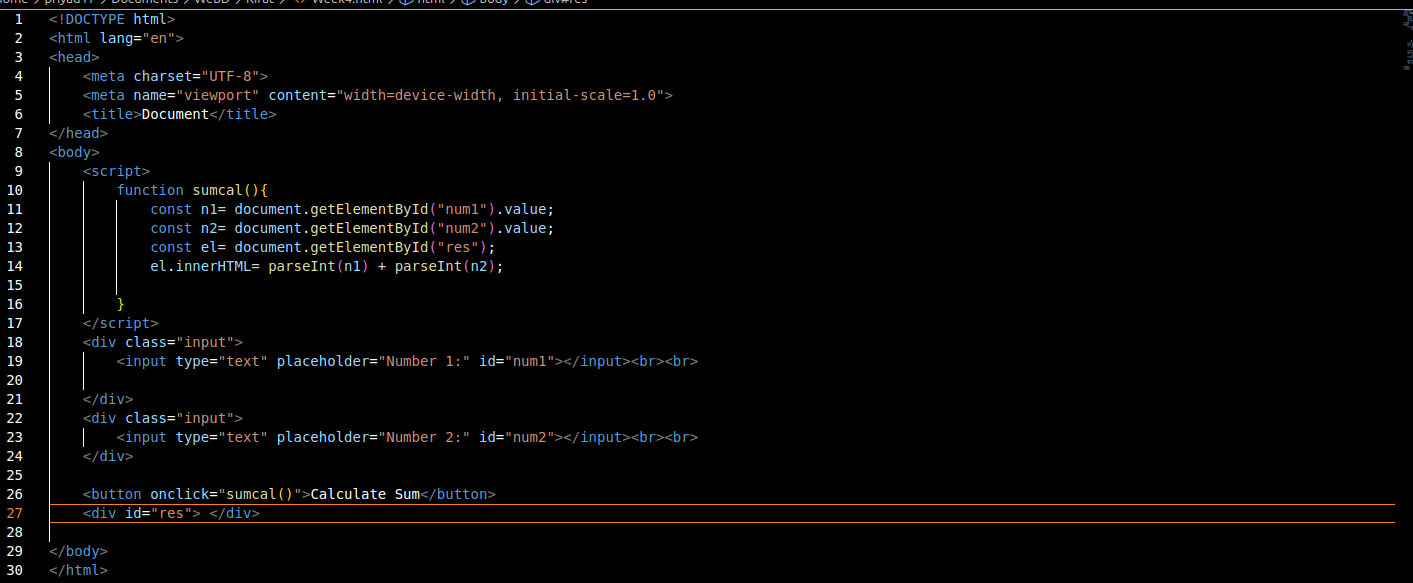 priyad17 > Documents > WebD > Kirat > <> Week4.html > html > body > div#res
1 <!DOCTYPE html>
2 <html lang="en">
3 <head>
4     <meta charset="UTF-8">
5     <meta name="viewport" content="width=device-width, initial-scale=1.0">
6     <title>Document</title>
7 </head>
8 <body>
9     <script>
10         function sumcal(){
11             const n1= document.getElementById("num1").value;
12             const n2= document.getElementById("num2").value;
13             const el= document.getElementById("res");
14             el.innerHTML= parseInt(n1) + parseInt(n2);
15
16         }
17     </script>
18     <div class="input">
19         <input type="text" placeholder="Number 1:" id="num1"></input><br><br>
20
21     </div>
22     <div class="input">
23         <input type="text" placeholder="Number 2:" id="num2"></input><br><br>
24     </div>
25
26     <button onclick="sumcal()">Calculate Sum</button>
27     <div id="res"> </div>
28
29 </body>
30 </html>